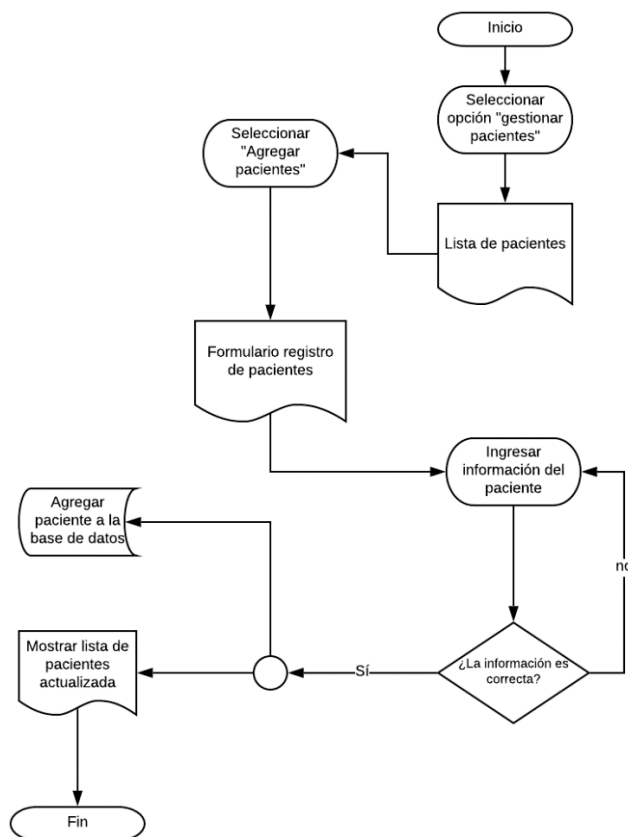 Inicio
Seleccionar
opción "gestionar
pacientes"
Seleccionar
"Agregar
pacientes"
Lista de pacientes
Formulario registro
de pacientes
Ingresar
información del
paciente
Agregar
paciente a la
base de datos
no
¿La información es
correcta?
Sí
Mostrar lista de
pacientes
actualizada
Fin